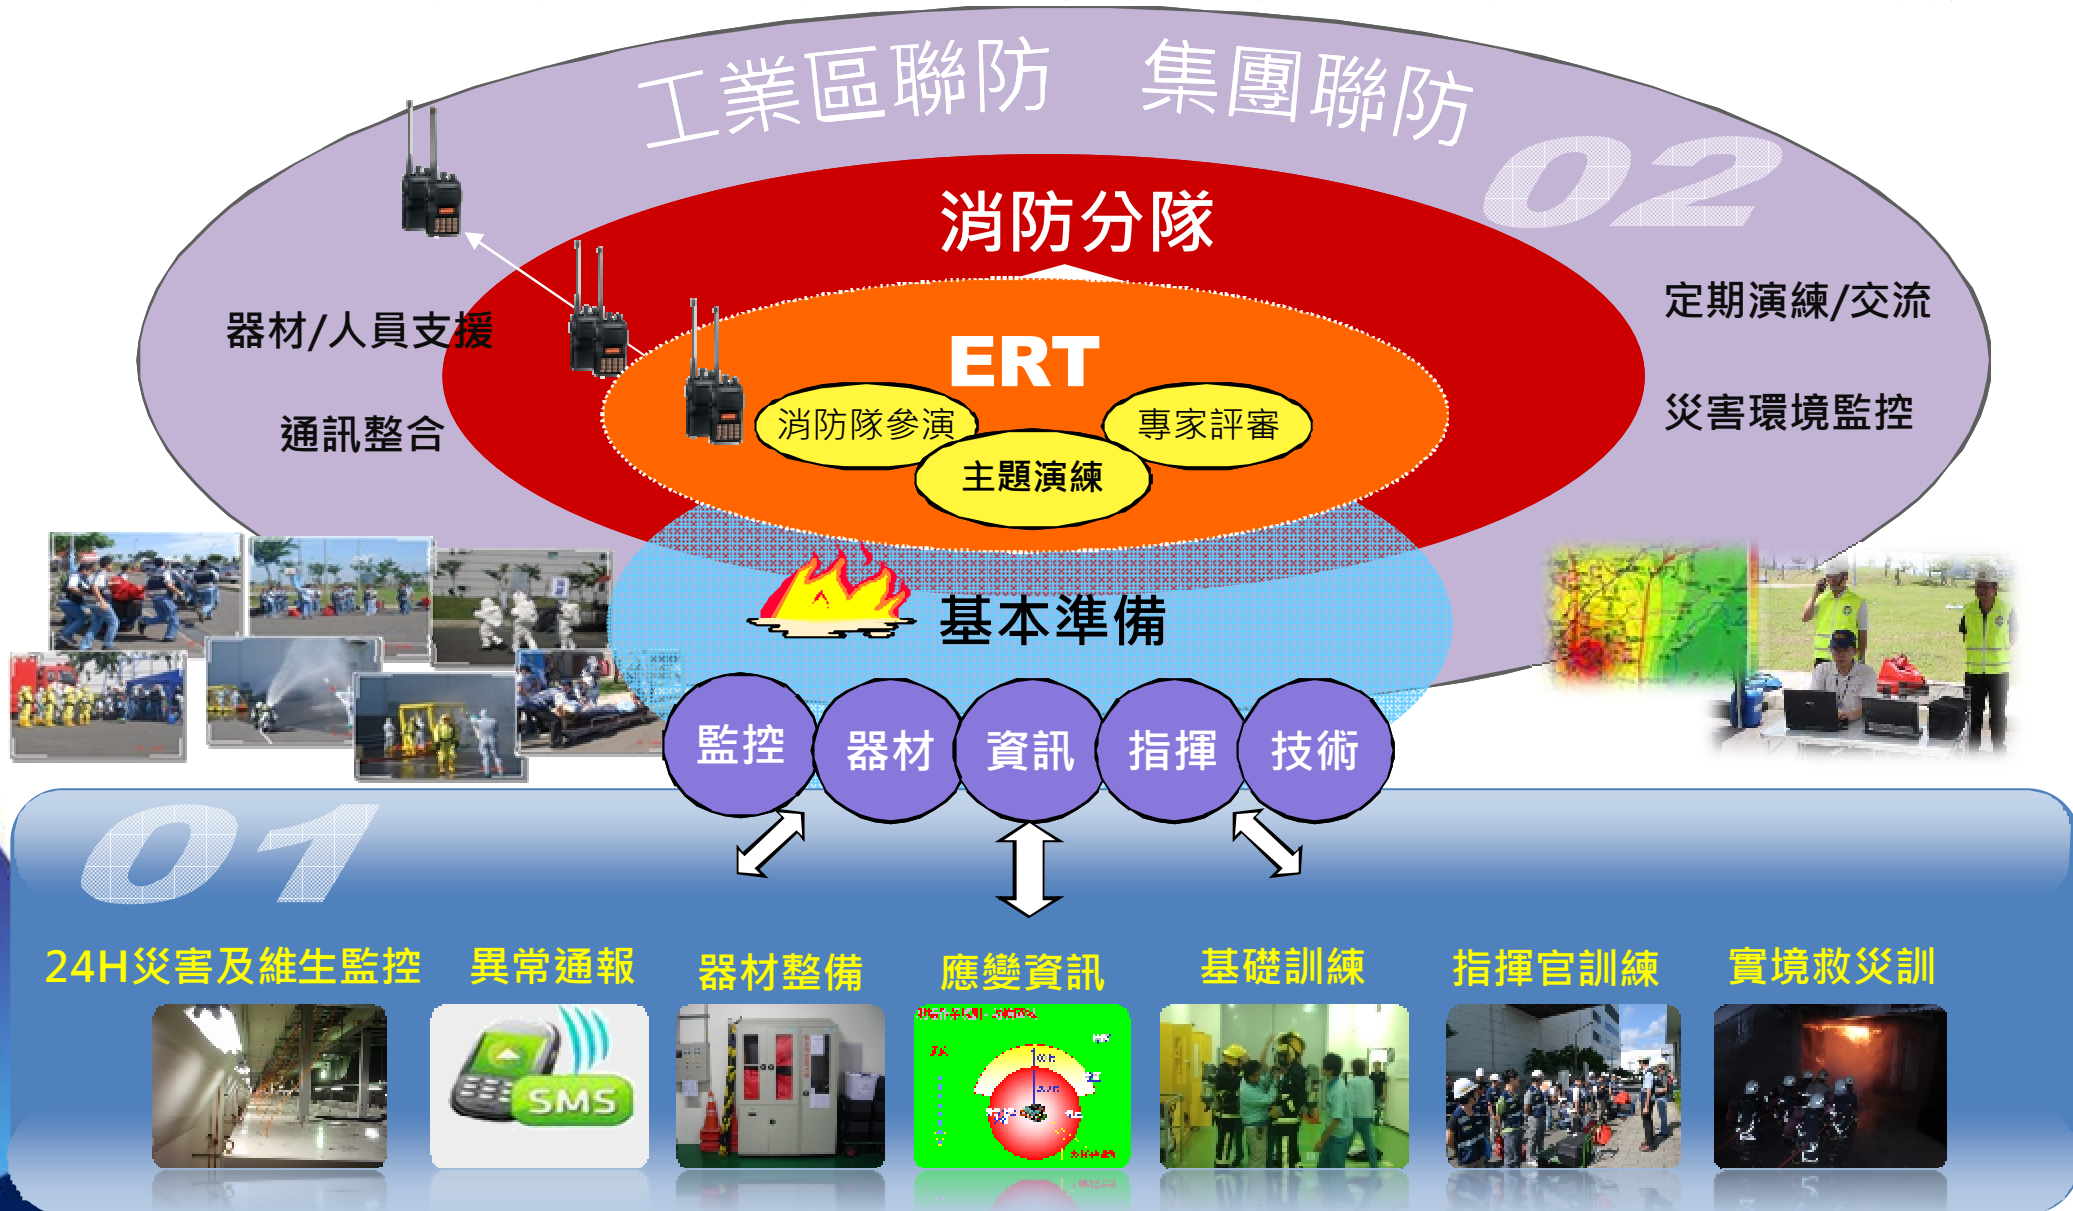 工業區聯防 集團聯防
02
消防分隊
器材/人員支援
定期演練/交流
ERT
通訊整合
災害環境監控
消防隊參演
專家評審
主題演練
基本準備
監控
器材
資訊
指揮
技術
01
24H災害及維生監控
異常通報
器材整備
應變資訊
基礎訓練
指揮官訓練
實境救災訓
SMS